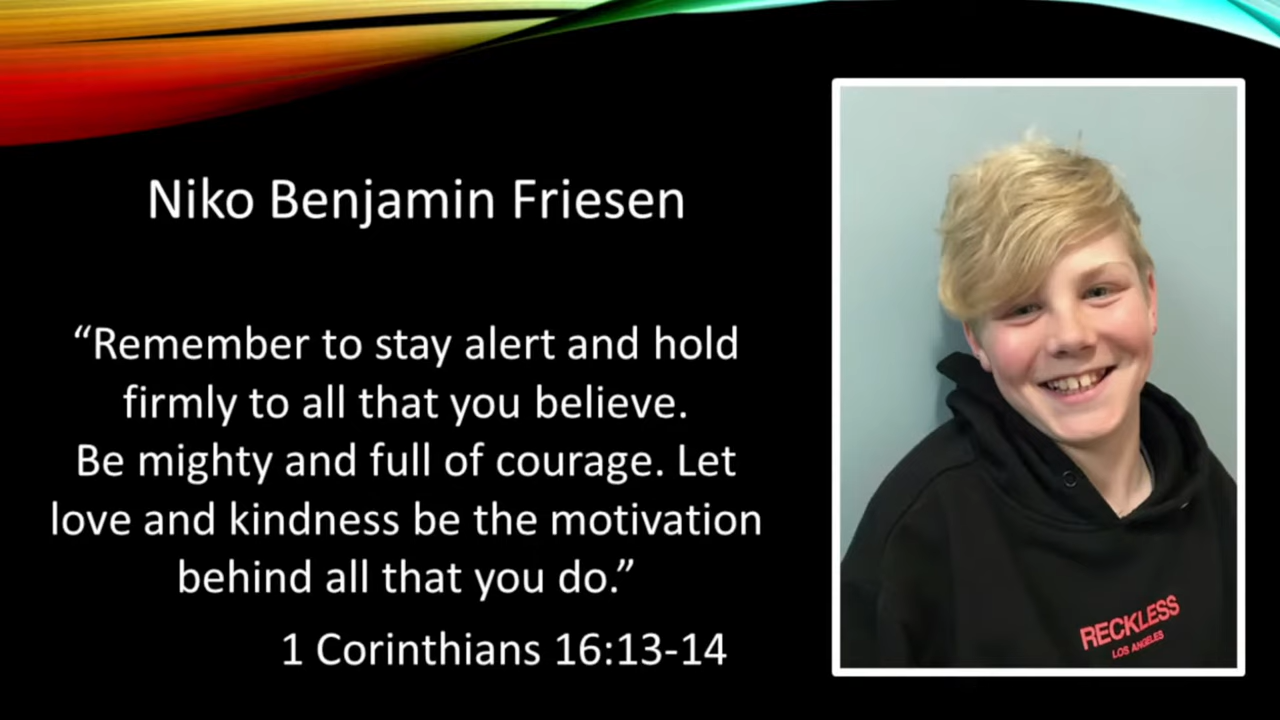 Niko Benjamin Friesen
“Remember to stay alert and hold
firmly to all that you believe.
Be mighty and full of courage. Let
love and kindness be the motivation
behind all that you do.”
1 Corinthians 16:13-14
RECKLESS
LOS ANGELES